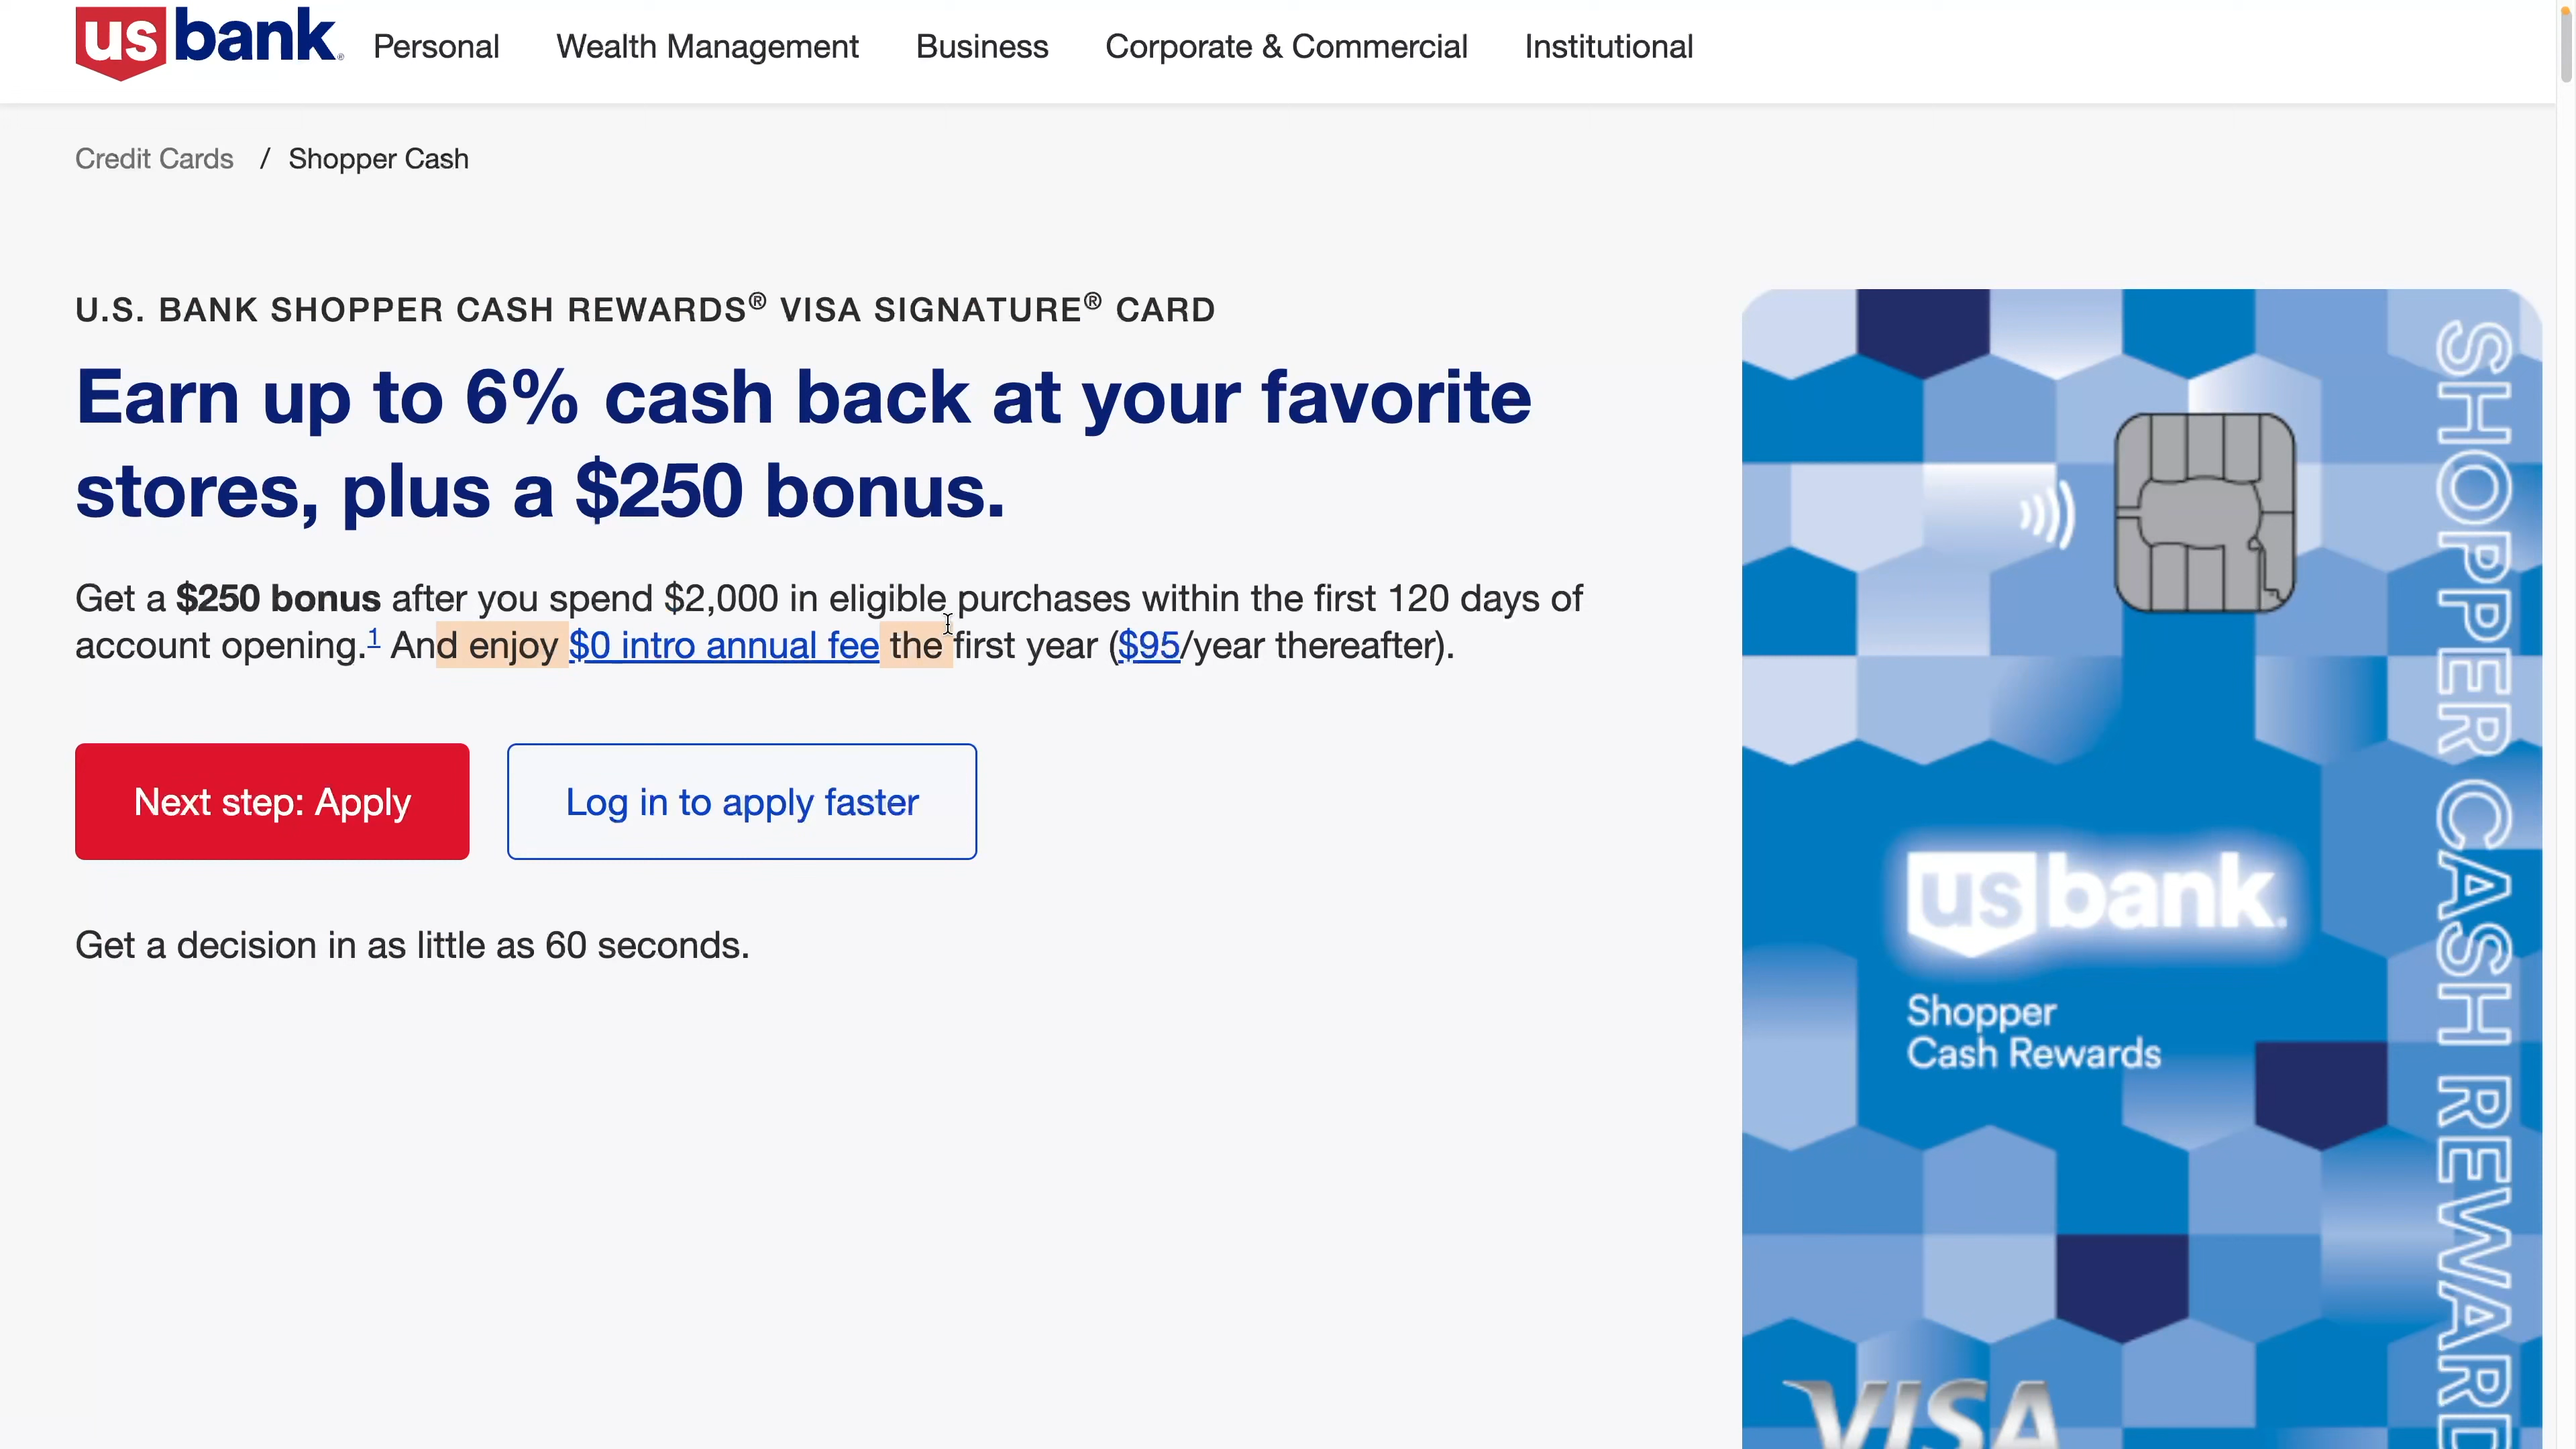 usbank® Personal Wealth Management Business Corporate & Commercial Institutional
Credit Cards / Shopper Cash
U.S. BANK SHOPPER CASH REWARDS® VISA SIGNATURE® CARD
Earn up to 6% cash back at your favorite
stores, plus a $250 bonus.
Get a $250 bonus after you spend $2,000 in eligible purchases within the first 120 days of
account opening.1 And enjoy $0 intro annual fee the first year ($95/year thereafter).
Next step: Apply Log in to apply faster
Get a decision in as little as 60 seconds.
SHOPPER CASH REWARD
usbank.
Shopper
Cash Rewards
VISA